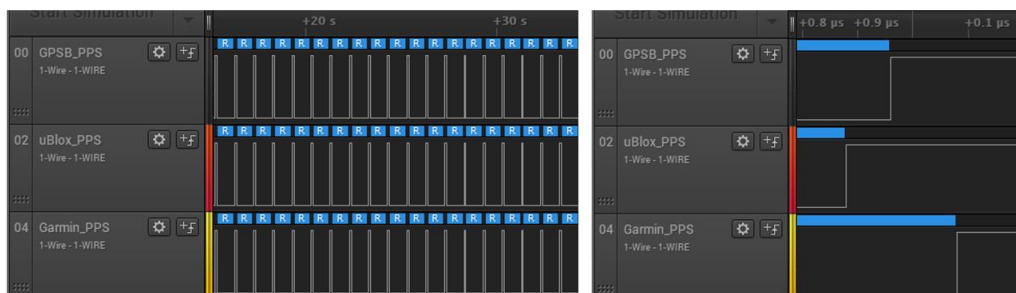 Start Simulation
+20 s +30 s
00 GPSB_PPS
1-Wire - 1-WIRE
R R R R R R R R R R R R R R R R R R R
02 uBlox_PPS
1-Wire - 1-WIRE
R R R R R R R R R R R R R R R R R R R
04 Garmin_PPS
1-Wire - 1-WIRE
R R R R R R R R R R R R R R R R R R R
Start Simulation
+0.8 µs +0.9 µs +0.1 µs
00 GPSB_PPS
1-Wire - 1-WIRE
02 uBlox_PPS
1-Wire - 1-WIRE
04 Garmin_PPS
1-Wire - 1-WIRE